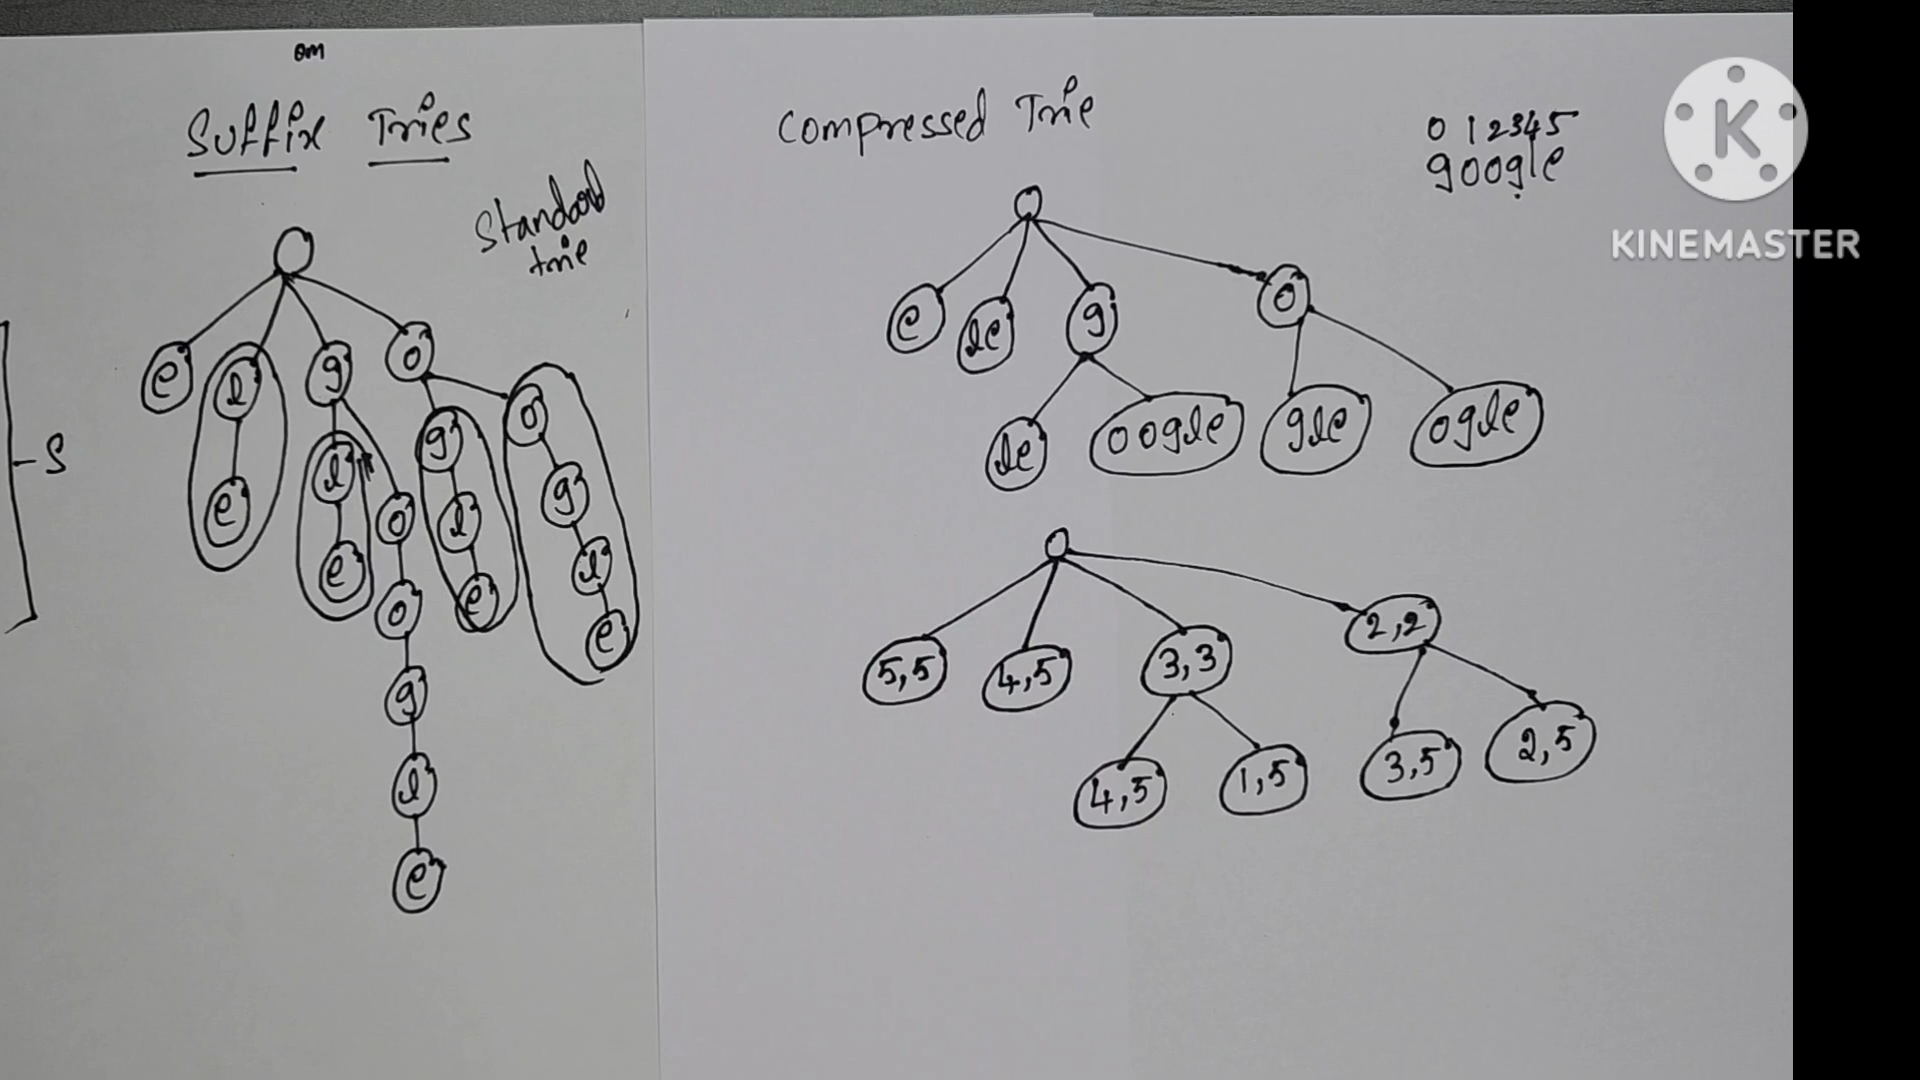 om
Suffix Tries
Standard
trie
e
l
g
o
l
g
o
e
e
o
l
g
o
e
l
g
e
l
e
S
Compressed Trie
0 1 2 3 4 5
google
e
le
g
o
le
oogle
gle
ogle
5,5
4,5
3,3
2,2
4,5
1,5
3,5
2,5
K
KINEMASTER